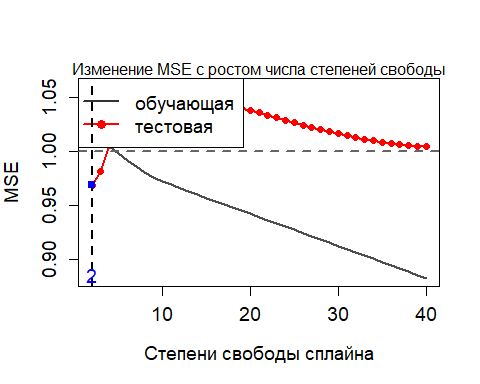 Изменение MSE с ростом числа степеней свободы
обучающая
тестовая
MSE
1.05
1.00
0.95
0.90
2
10
20
30
40
Степени свободы сплайна